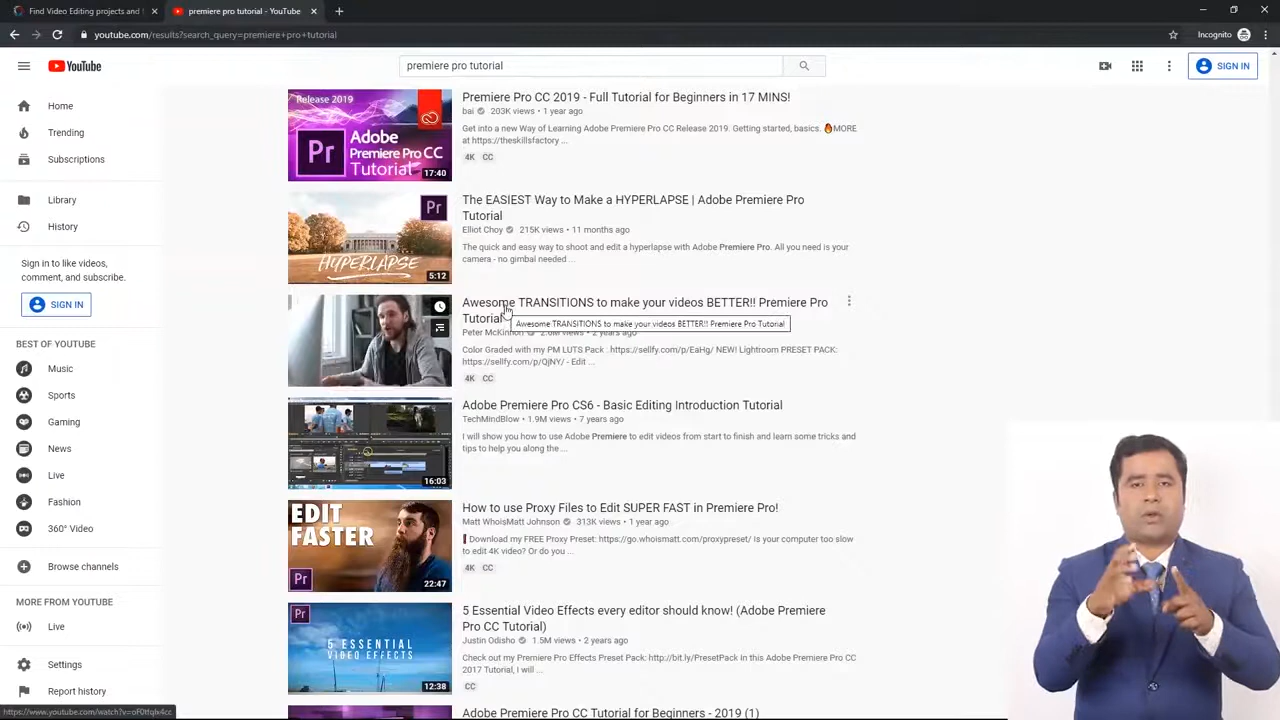 Find Video Editing projects and
premiere pro tutorial - YouTube
youtube.com/results?search_query=premiere+pro+tutorial
Incognito
YouTube
premiere pro tutorial
SIGN IN
Home
Trending
Subscriptions
Library
History
Sign in to like videos,
comment, and subscribe.
SIGN IN
BEST OF YOUTUBE
Music
Sports
Gaming
News
Live
Fashion
360° Video
Browse channels
MORE FROM YOUTUBE
Live
Settings
Report history
Release 2019
Pr
Adobe
Premiere Pro CC
Tutorial
17:40
Premiere Pro CC 2019 - Full Tutorial for Beginners in 17 MINS!
bai 203K views • 1 year ago
Get into a new Way of Learning Adobe Premiere Pro CC Release 2019. Getting started, basics. 🔥MORE
at https://theskillsfactory ...
4K CC
Pr
HYPERLAPSE
5:12
The EASIEST Way to Make a HYPERLAPSE | Adobe Premiere Pro
Tutorial
Elliot Choy 215K views • 11 months ago
The quick and easy way to shoot and edit a hyperlapse with Adobe Premiere Pro. All you need is your
camera - no gimbal needed ...
Awesome TRANSITIONS to make your videos BETTER!! Premiere Pro
Tutorial
Awesome TRANSITIONS to make your videos BETTER!! Premiere Pro Tutorial
Peter McKinnon 2.6M views • 2 years ago
Color Graded with my PM LUTS Pack ..https://sellfy.com/p/EaHg/ NEW! Lightroom PRESET PACK:
https://sellfy.com/p/QjNY/ - Edit ...
4K CC
16:03
Adobe Premiere Pro CS6 - Basic Editing Introduction Tutorial
TechMindBlow • 1.9M views • 7 years ago
I will show you how to use Adobe Premiere to edit videos from start to finish and learn some tricks and
tips to help you along the ...
EDIT
FASTER
Pr
22:47
How to use Proxy Files to Edit SUPER FAST in Premiere Pro!
Matt WhoisMatt Johnson 313K views • 1 year ago
Download my FREE Proxy Preset: https://go.whoismatt.com/proxypreset/ Is your computer too slow
to edit 4K video? Or do you ...
4K CC
Pr
5 ESSENTIAL
VIDEO EFFECTS
12:38
5 Essential Video Effects every editor should know! (Adobe Premiere
Pro CC Tutorial)
Justin Odisho 1.5M views • 2 years ago
Check out my Premiere Pro Effects Preset Pack: http://bit.ly/PresetPack In this Adobe Premiere Pro CC
2017 Tutorial, I will ...
CC
Adobe Premiere Pro CC Tutorial for Beginners - 2019 (1)